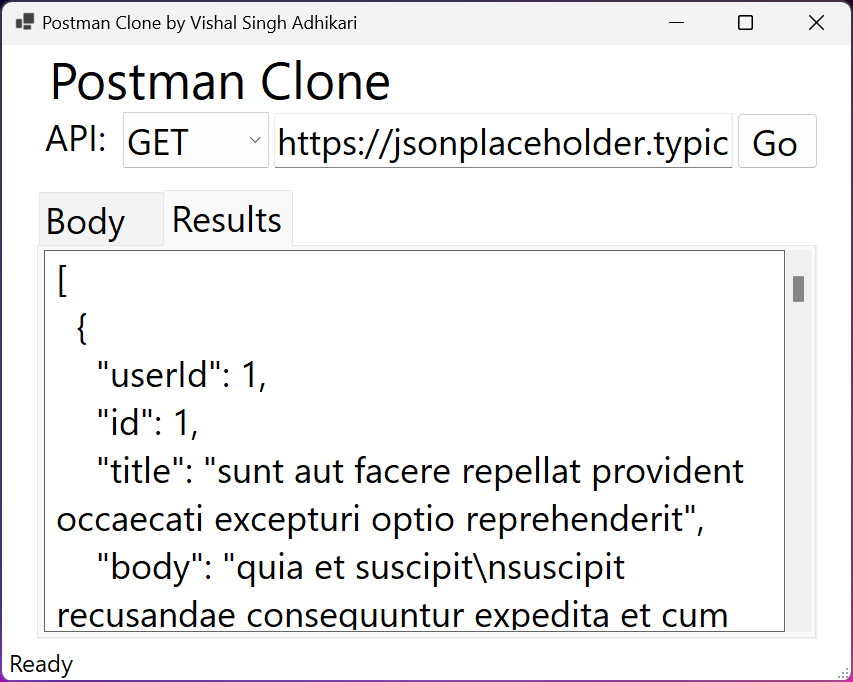 Postman Clone by Vishal Singh Adhikari
Postman Clone
API: GET https://jsonplaceholder.typic Go
Body Results
[
{
"userId": 1,
"id": 1,
"title": "sunt aut facere repellat provident
occaecati excepturi optio reprehenderit",
"body": "quia et suscipit\nsuscipit
recusandae consequuntur expedita et cum
Ready